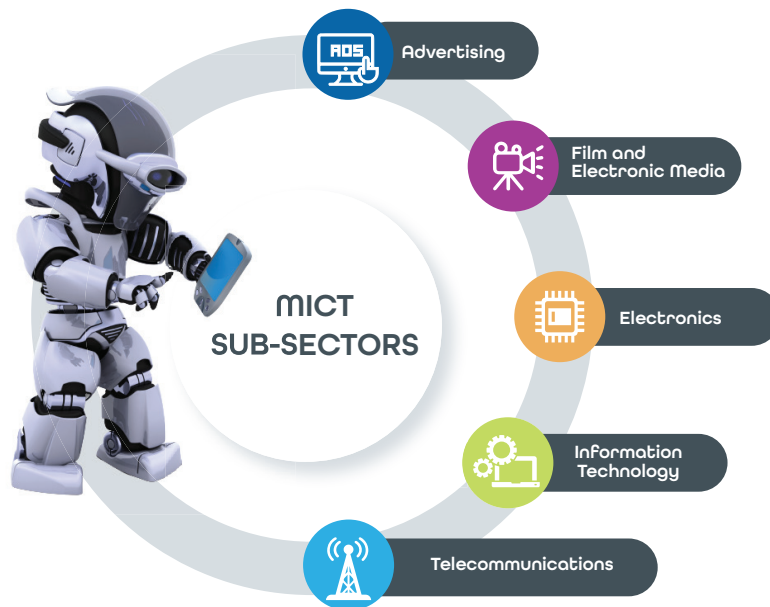 ADS
Advertising
Film and
Electronic Media
MICT
SUB-SECTORS
Electronics
Information
Technology
Telecommunications